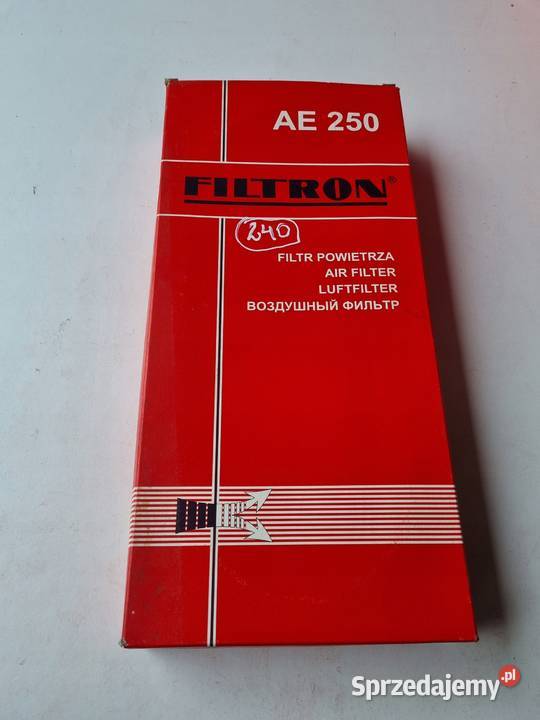 AE 250
FILTRON®
240
FILTR POWIETRZA
AIR FILTER
LUFTFILTER
ВОЗДУШНЫЙ ФИЛЬТР
Sprzedajemy.pl